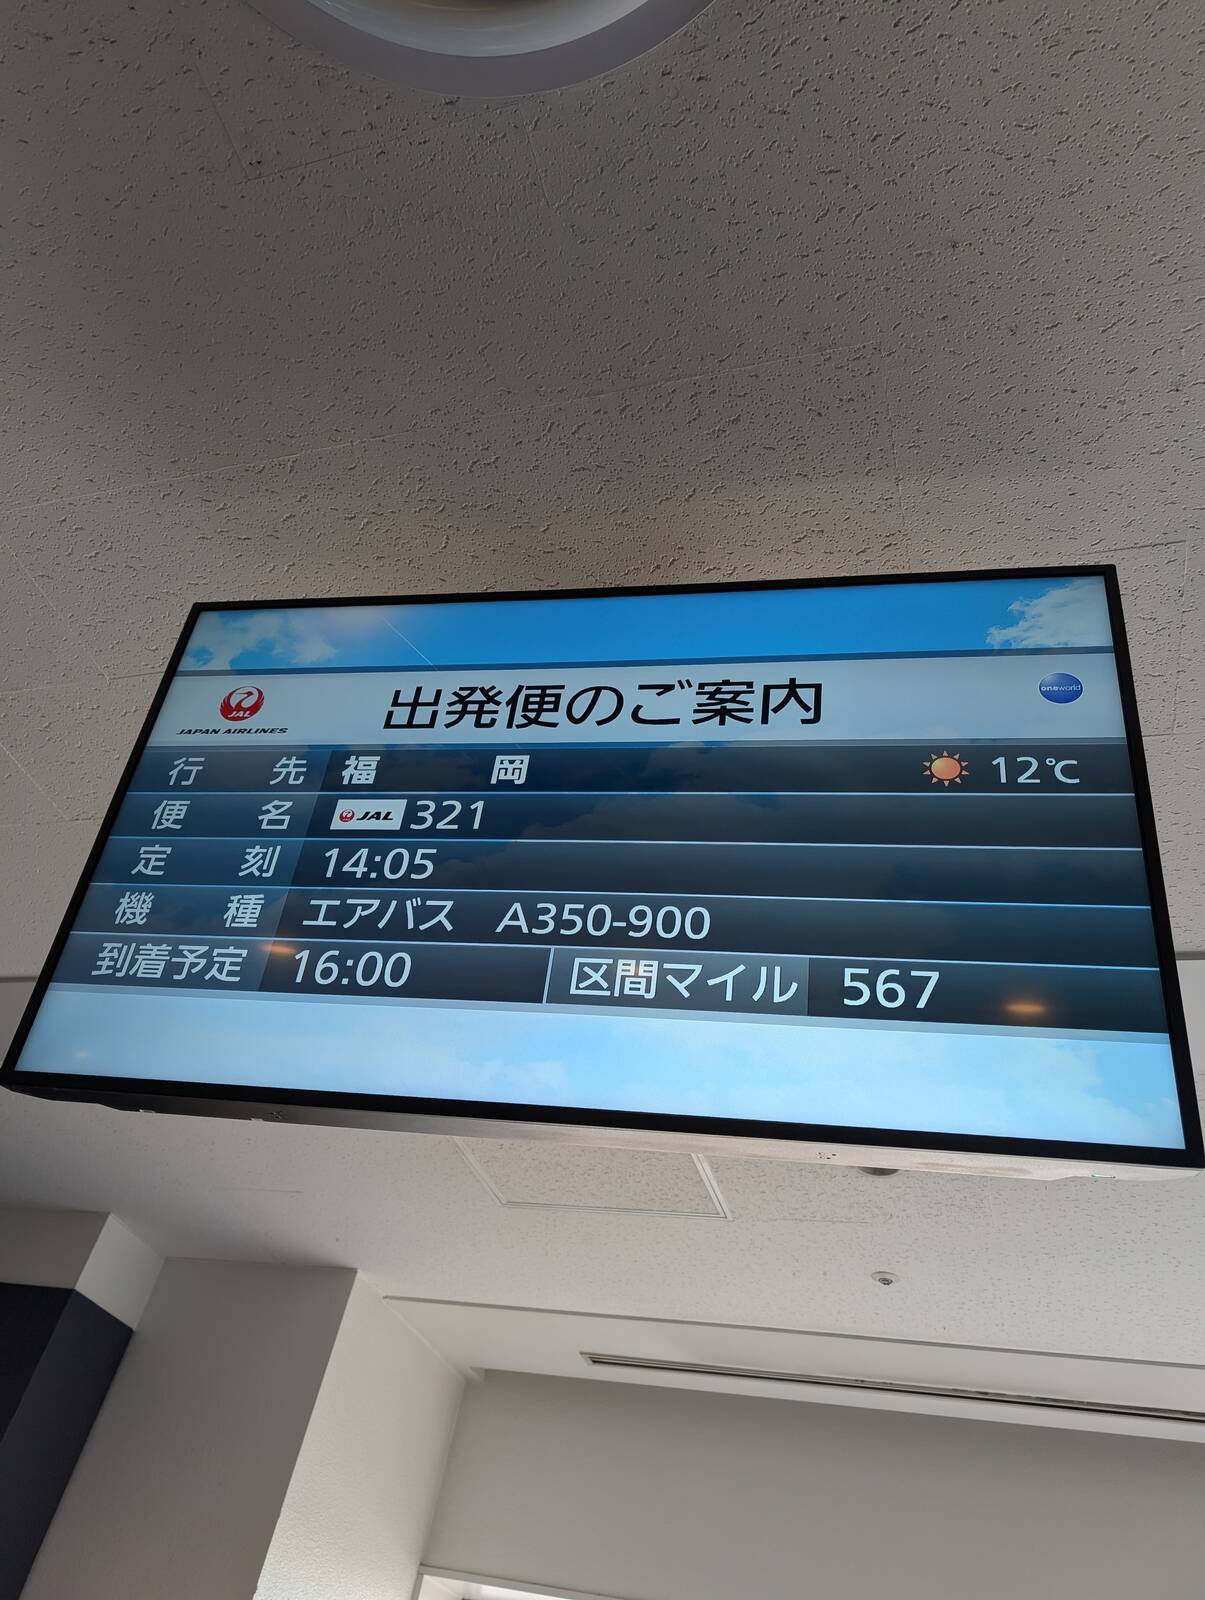 JAL
JAPAN AIRLINES
出発便のご案内
oneworld
行先 福岡 12℃
便名 JAL 321
定刻 14:05
機種 エアバス A350-900
到着予定 16:00 区間マイル 567